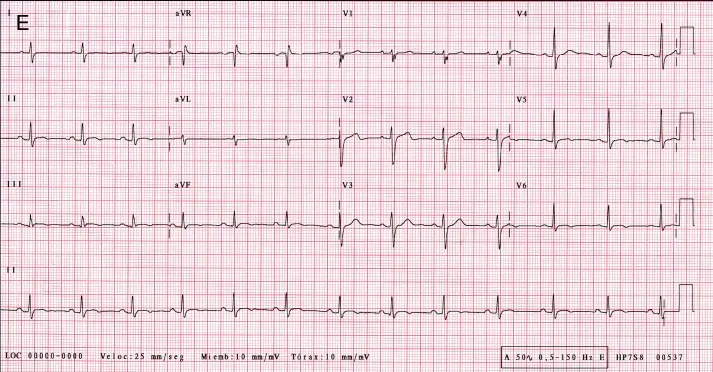 E
I aVR V1 V4
II aVL V2 V5
III aVF V3 V6
II
LOC 00000-0000 Veloc:25 mm/seg Miemb:10 mm/mV Tórax:10 mm/mV A 50∿ 0,5-150 Hz E HP7S8 00537